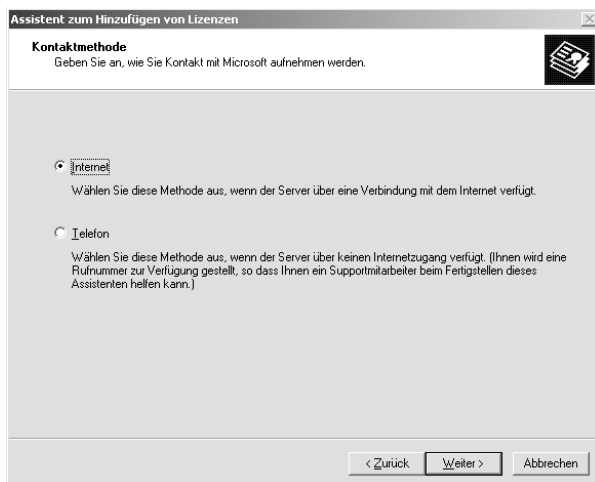 Assistent zum Hinzufügen von Lizenzen
Kontaktmethode
Geben Sie an, wie Sie Kontakt mit Microsoft aufnehmen werden.
Internet
Wählen Sie diese Methode aus, wenn der Server über eine Verbindung mit dem Internet verfügt.
Telefon
Wählen Sie diese Methode aus, wenn der Server über keinen Internetzugang verfügt. (Ihnen wird eine
Rufnummer zur Verfügung gestellt, so dass Ihnen ein Supportmitarbeiter beim Fertigstellen dieses
Assistenten helfen kann.)
< Zurück Weiter > Abbrechen